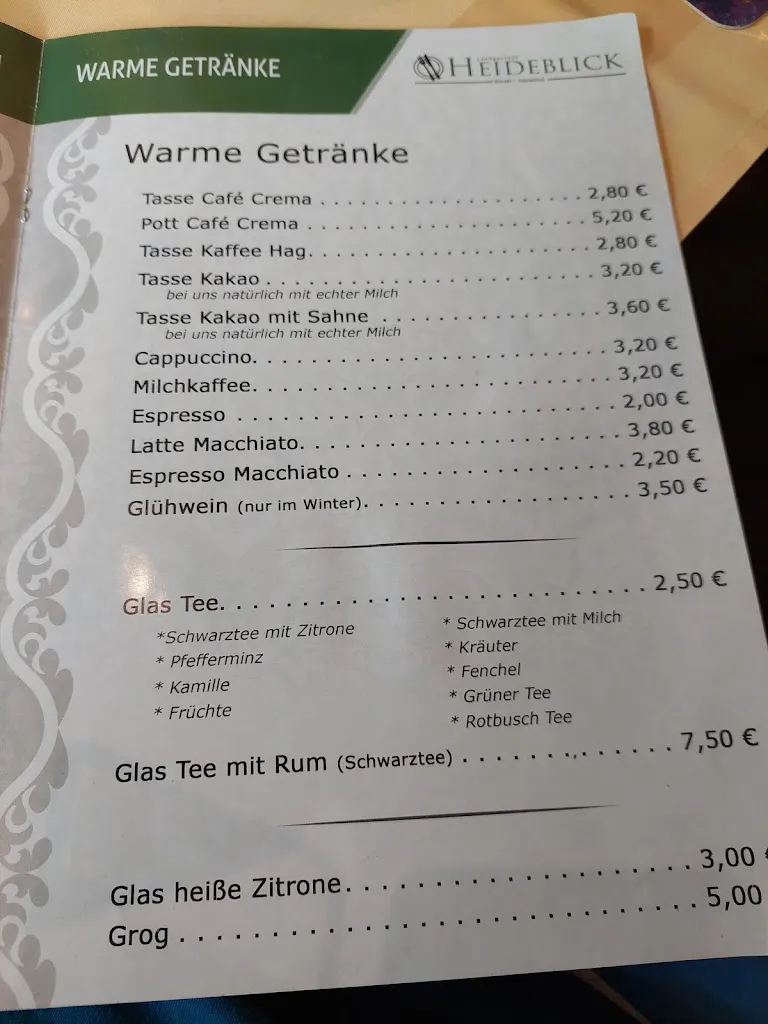 WARME GETRÄNKE
HEIDEBLICK
Warme Getränke
Tasse Café Crema . . . . . . . . . . . . . . . . . . . . 2,80 €
Pott Café Crema . . . . . . . . . . . . . . . . . . . . . 5,20 €
Tasse Kaffee Hag. . . . . . . . . . . . . . . . . . . . . 2,80 €
Tasse Kakao . . . . . . . . . . . . . . . . . . . . . . . . 3,20 €
bei uns natürlich mit echter Milch
Tasse Kakao mit Sahne . . . . . . . . . . . . . . . . 3,60 €
bei uns natürlich mit echter Milch
Cappuccino. . . . . . . . . . . . . . . . . . . . . . . . . 3,20 €
Milchkaffee. . . . . . . . . . . . . . . . . . . . . . . . . 3,20 €
Espresso . . . . . . . . . . . . . . . . . . . . . . . . . . 2,00 €
Latte Macchiato. . . . . . . . . . . . . . . . . . . . . . 3,80 €
Espresso Macchiato . . . . . . . . . . . . . . . . . . . 2,20 €
Glühwein (nur im Winter). . . . . . . . . . . . . . . . . . 3,50 €
Glas Tee. . . . . . . . . . . . . . . . . . . . . . . . . . . 2,50 €
*Schwarztee mit Zitrone
* Pfefferminz
* Kamille
* Früchte
* Schwarztee mit Milch
* Kräuter
* Fenchel
* Grüner Tee
* Rotbusch Tee
Glas Tee mit Rum (Schwarztee) . . . . . . . . . . . . . 7,50 €
Glas heiße Zitrone. . . . . . . . . . . . . . . . . . . . 3,00 €
Grog . . . . . . . . . . . . . . . . . . . . . . . . . . . . . 5,00